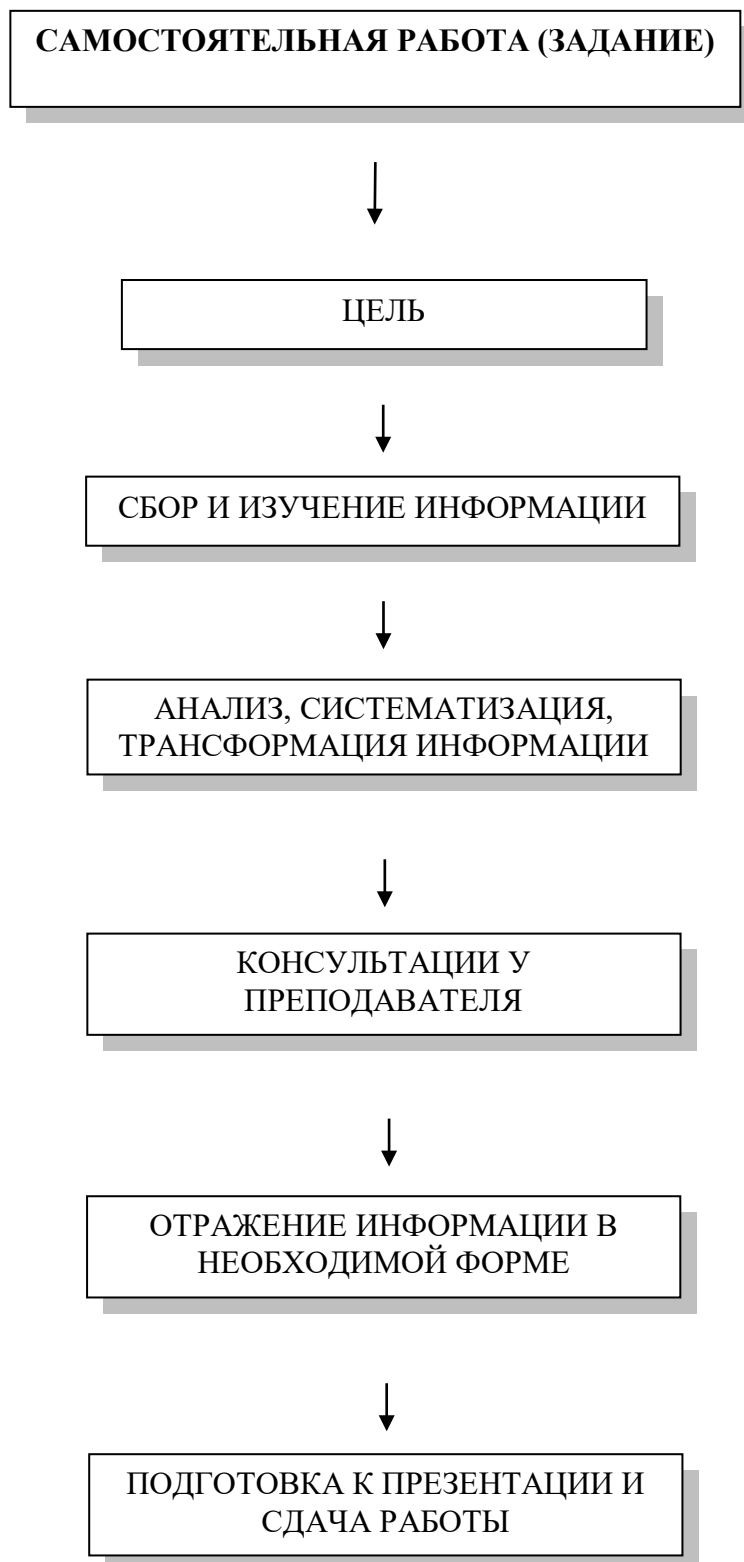 САМОСТОЯТЕЛЬНАЯ РАБОТА (ЗАДАНИЕ)
ЦЕЛЬ
СБОР И ИЗУЧЕНИЕ ИНФОРМАЦИИ
АНАЛИЗ, СИСТЕМАТИЗАЦИЯ,
ТРАНСФОРМАЦИЯ ИНФОРМАЦИИ
КОНСУЛЬТАЦИИ У
ПРЕПОДАВАТЕЛЯ
ОТРАЖЕНИЕ ИНФОРМАЦИИ В
НЕОБХОДИМОЙ ФОРМЕ
ПОДГОТОВКА К ПРЕЗЕНТАЦИИ И
СДАЧА РАБОТЫ